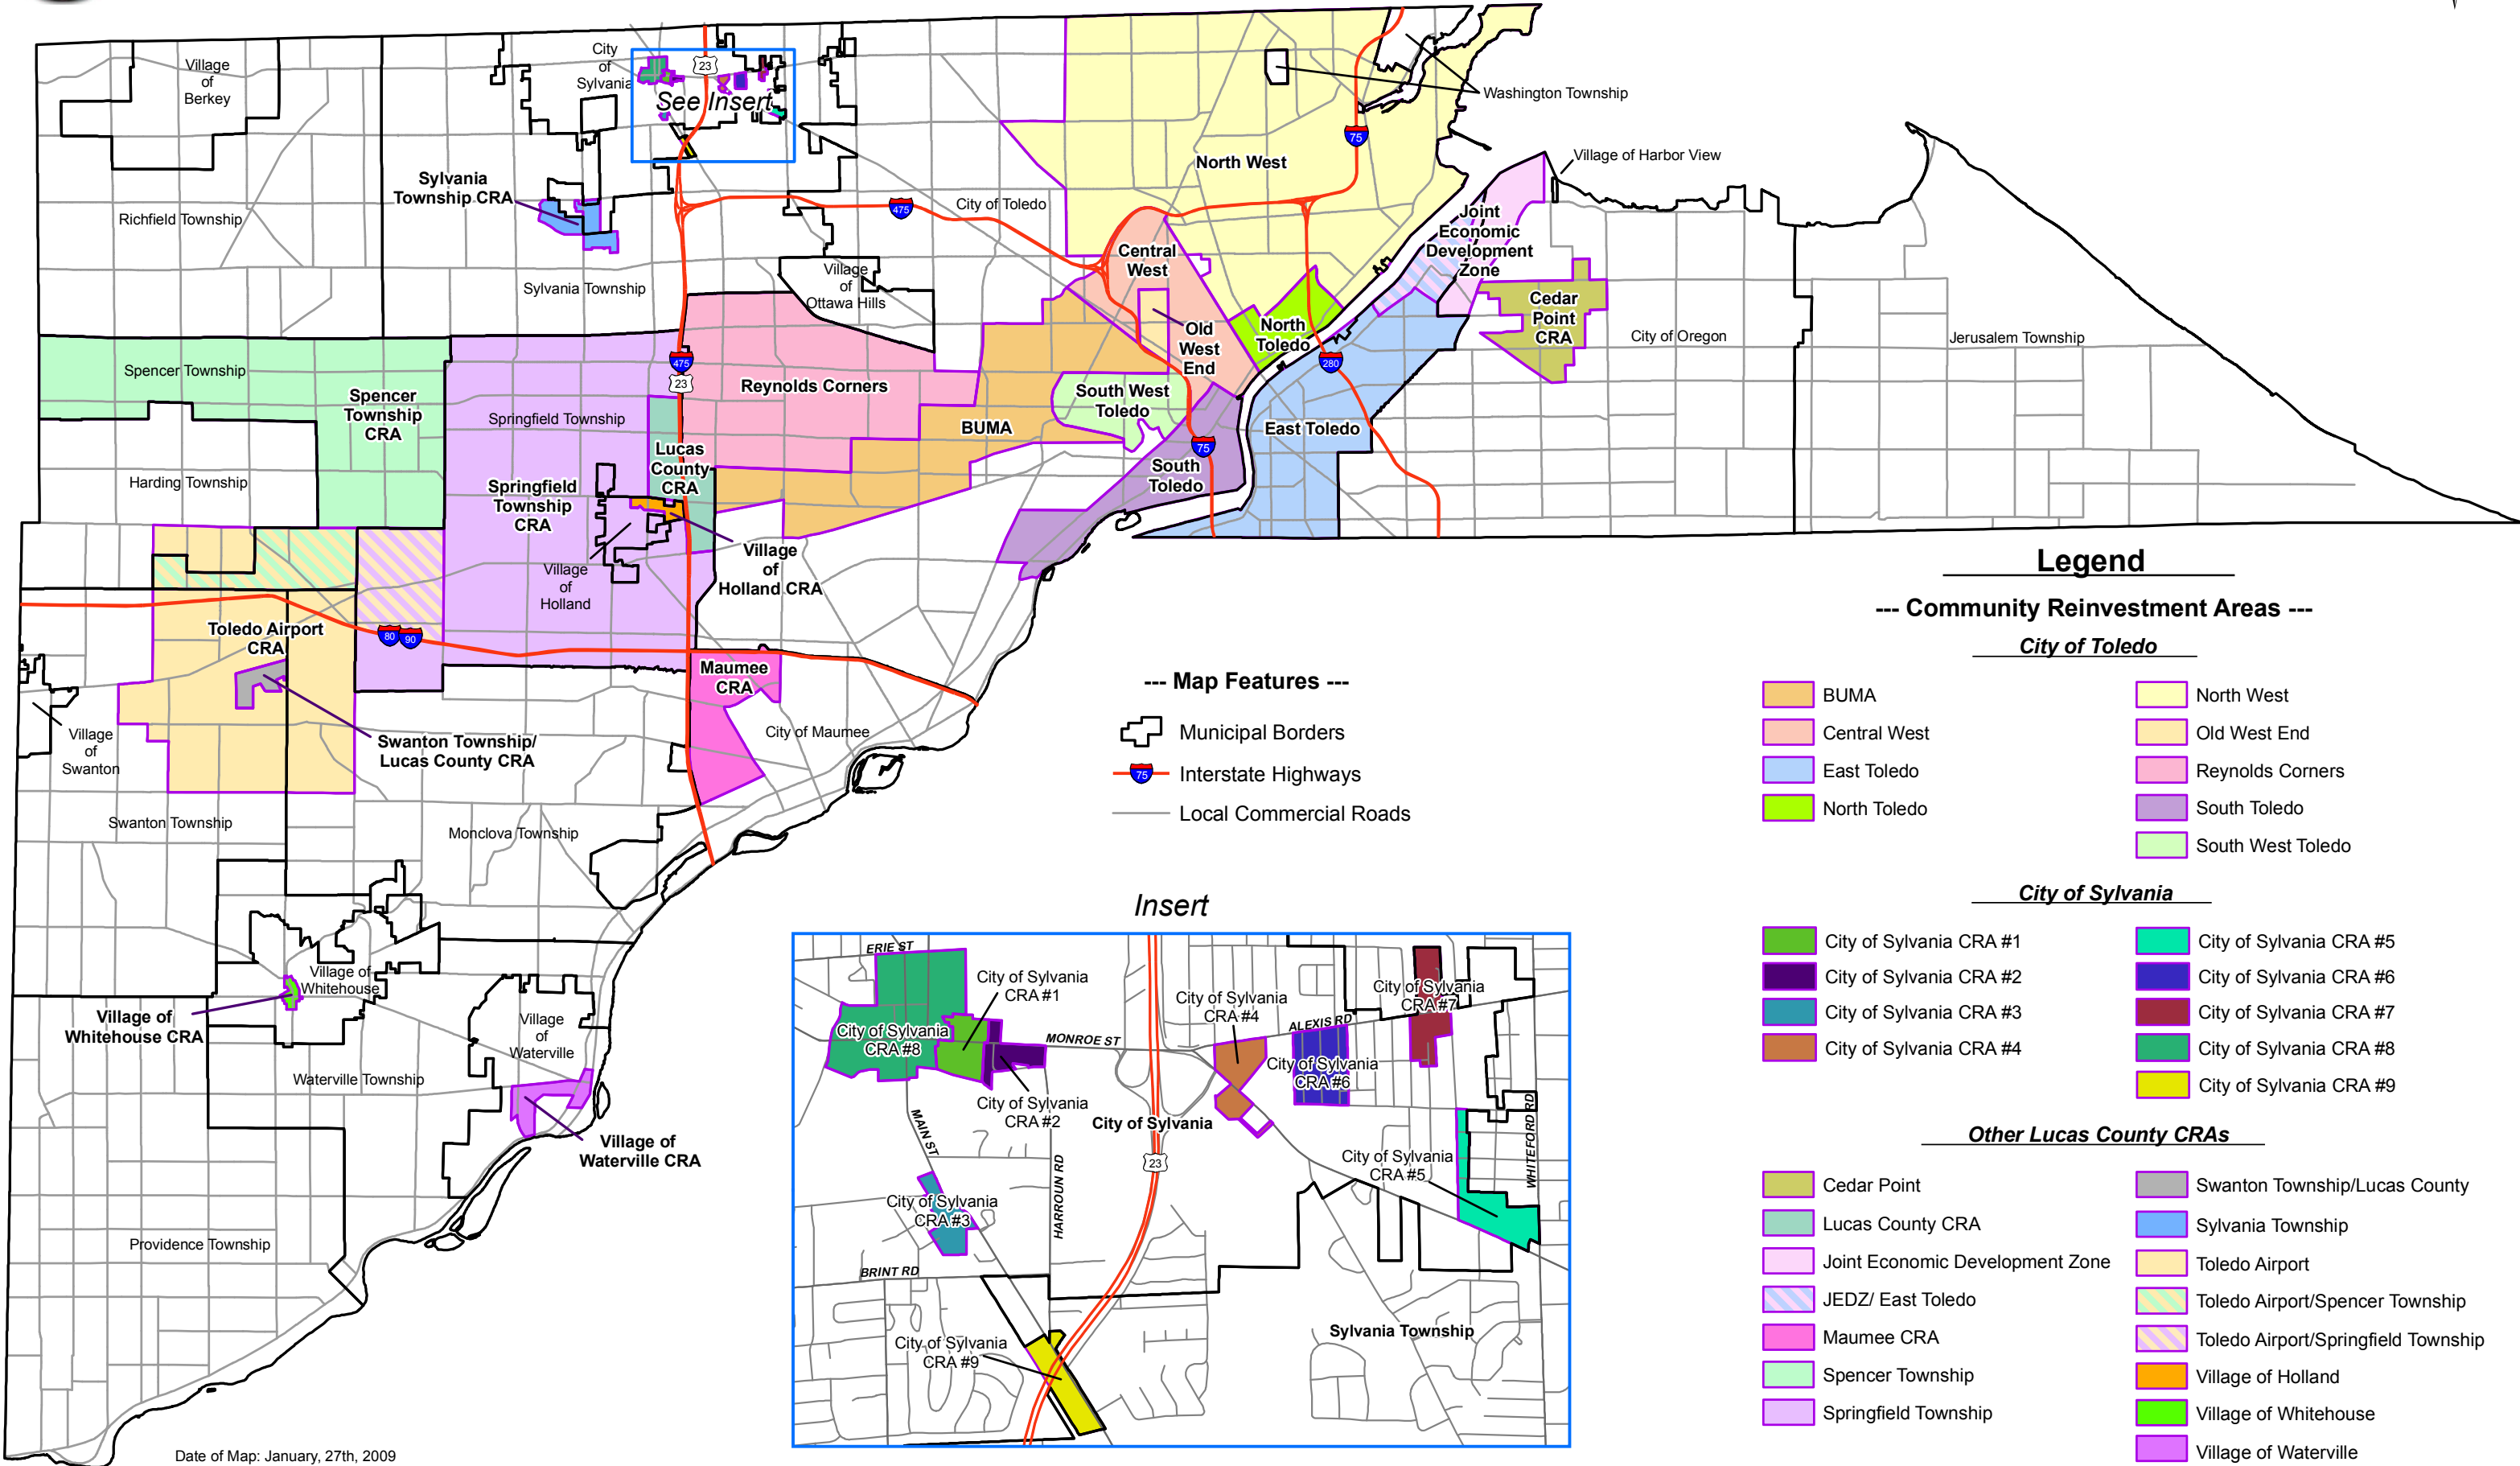 Village
of
Berkey
City
of
Sylvania
23
See Insert
Washington Township
75
Village of Harbor View
North West
Sylvania
Township CRA
Richfield Township
475
City of Toledo
Joint
Economic
Development
Zone
Central
West
Sylvania Township
Village
of
Ottawa Hills
Cedar
Point
CRA
Old
West
End
North
Toledo
City of Oregon
Jerusalem Township
280
475
23
Spencer Township
Reynolds Corners
Spencer
Township
CRA
South West
Toledo
Springfield Township
BUMA
East Toledo
Lucas
County
CRA
75
South
Toledo
Harding Township
Springfield
Township
CRA
Village
of
Holland CRA
Village
of
Holland
Toledo Airport
CRA
80
90
Maumee
CRA
City of Maumee
Village
of
Swanton
Swanton Township/
Lucas County CRA
Swanton Township
Monclova Township
Village of
Whitehouse
Village of
Whitehouse CRA
Village
of
Waterville
Waterville Township
Village of
Waterville CRA
Providence Township
Date of Map: January, 27th, 2009
--- Map Features ---
Municipal Borders
75
Interstate Highways
Local Commercial Roads
Insert
ERIE ST
City of Sylvania
CRA #1
City of Sylvania
CRA #4
City of Sylvania
CRA #7
City of Sylvania
CRA #8
MONROE ST
ALEXIS RD
City of Sylvania
CRA #6
City of Sylvania
CRA #2
City of Sylvania
MAIN ST
HARROUN RD
23
City of Sylvania
CRA #5
WHITEFORD RD
City of Sylvania
CRA #3
BRINT RD
City of Sylvania
CRA #9
Sylvania Township
Legend
--- Community Reinvestment Areas ---
City of Toledo
BUMA
Central West
East Toledo
North Toledo
North West
Old West End
Reynolds Corners
South Toledo
South West Toledo
City of Sylvania
City of Sylvania CRA #1
City of Sylvania CRA #2
City of Sylvania CRA #3
City of Sylvania CRA #4
City of Sylvania CRA #5
City of Sylvania CRA #6
City of Sylvania CRA #7
City of Sylvania CRA #8
City of Sylvania CRA #9
Other Lucas County CRAs
Cedar Point
Lucas County CRA
Joint Economic Development Zone
JEDZ/ East Toledo
Maumee CRA
Spencer Township
Springfield Township
Swanton Township/Lucas County
Sylvania Township
Toledo Airport
Toledo Airport/Spencer Township
Toledo Airport/Springfield Township
Village of Holland
Village of Whitehouse
Village of Waterville